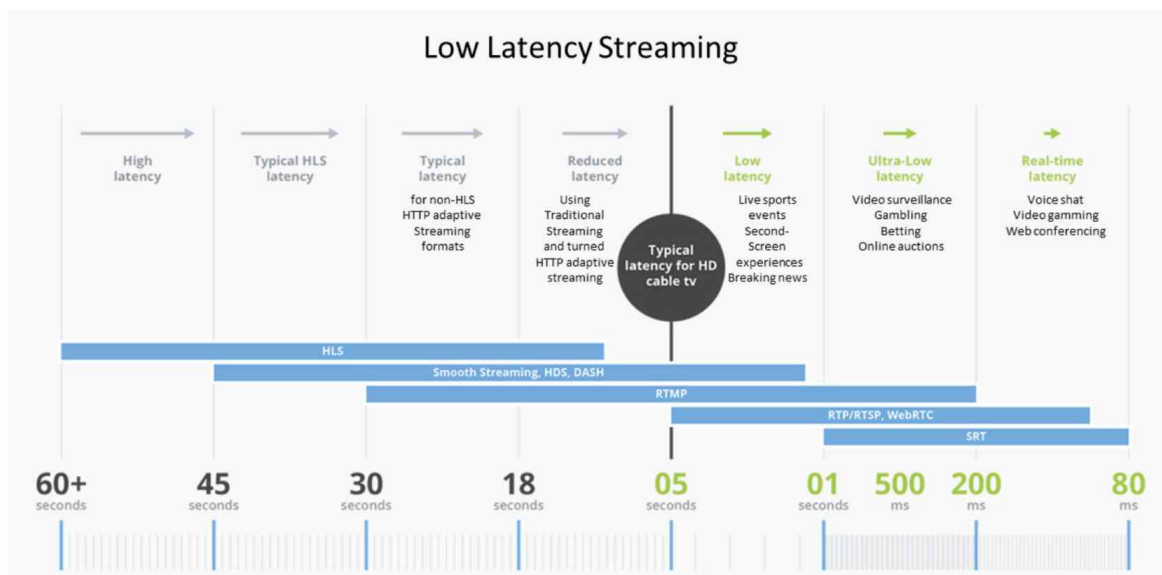 Low Latency Streaming
High
latency
Typical HLS
latency
Typical
latency
for non-HLS
HTTP adaptive
Streaming
formats
Reduced
latency
Using
Traditional
Streaming
and turned
HTTP adaptive
streaming
Typical
latency for HD
cable tv
Low
latency
Live sports
events
Second-
Screen
experiences
Breaking news
Ultra-Low
latency
Video surveillance
Gambling
Betting
Online auctions
Real-time
latency
Voice shat
Video gamming
Web conferencing
HLS
Smooth Streaming, HDS, DASH
RTMP
RTP/RTSP, WebRTC
SRT
60+ 45 30 18 05 01 500 200 80
seconds seconds seconds seconds seconds seconds ms ms ms